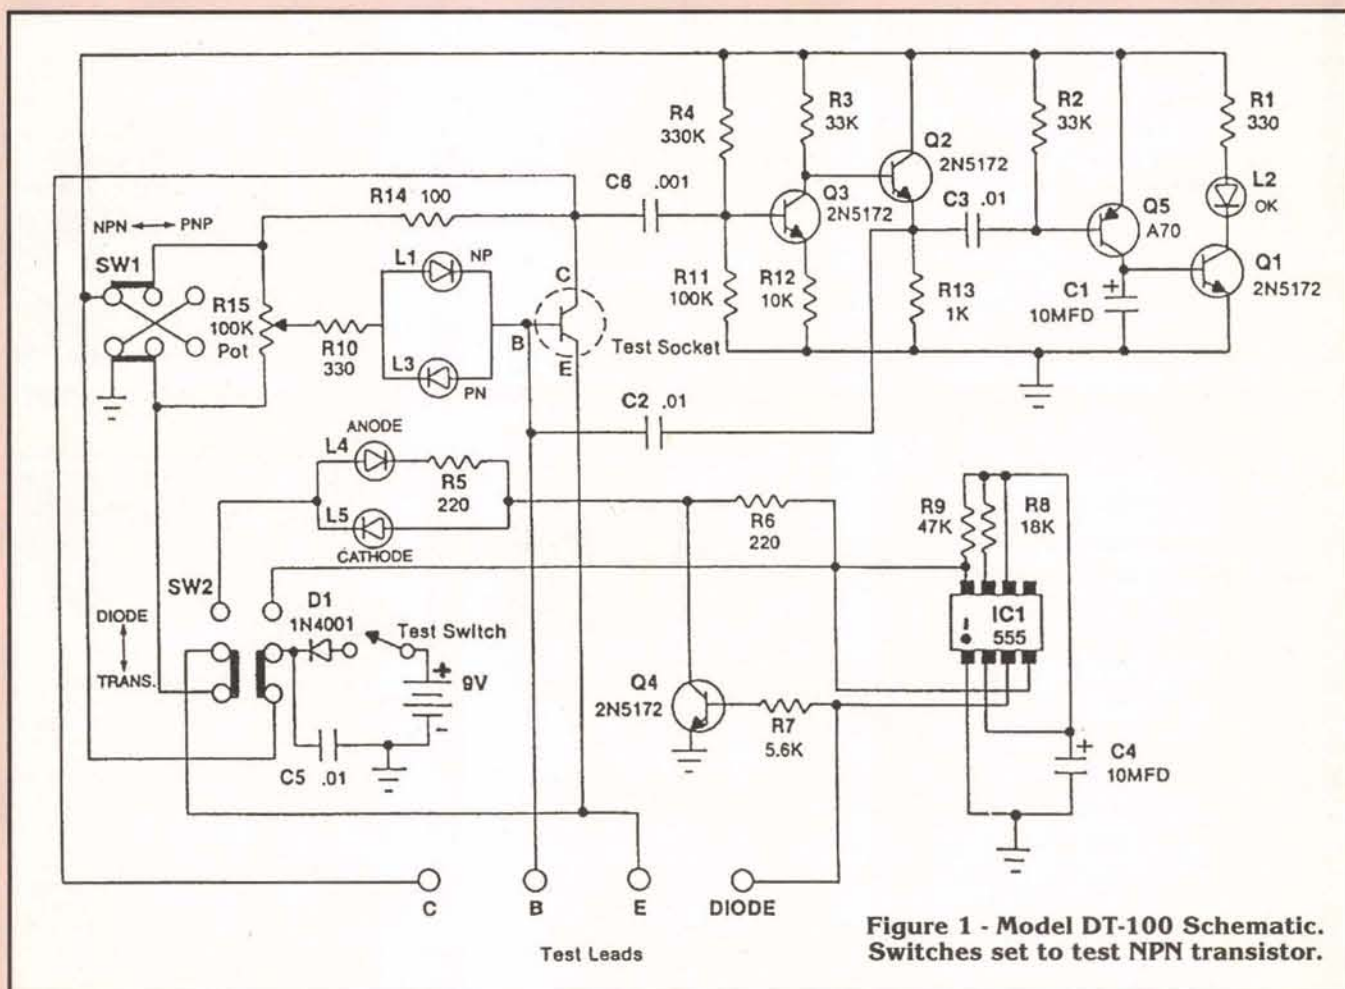 R4
330K
R3
33K
Q2
2N5172
R2
33K
R1
330
L2
OK
R14 100
C6 .001
Q3
2N5172
C3 .01
Q5
A70
Q1
2N5172
NPN PNP
SW1
R15
100K
Pot
L1 NP
R10
330
L3 PN
C
B
E
Test Socket
R11
100K
R12
10K
R13
1K
C1 +
10MFD
C2 .01
ANODE
L4
R5
220
L5
CATHODE
R6
220
R9
47K
R8
18K
SW2
DIODE
TRANS.
D1
1N4001
Test Switch
+
9V
-
C5 .01
Q4
2N5172
R7
5.6K
IC1
555
+
C4
10MFD
C
B
E
DIODE
Test Leads
Figure 1 - Model DT-100 Schematic.
Switches set to test NPN transistor.